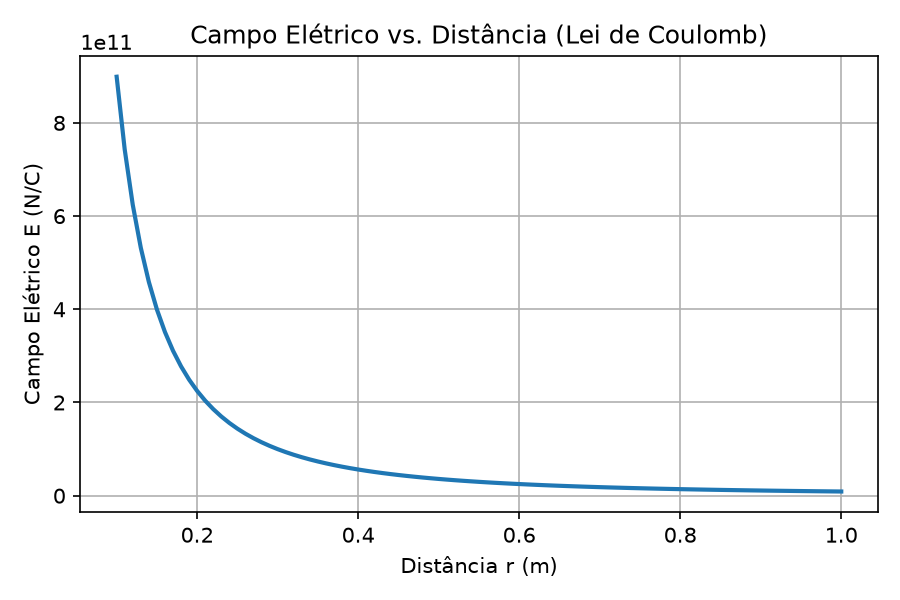 Campo Elétrico vs. Distância (Lei de Coulomb)
1e11
Campo Elétrico E (N/C)
8
6
4
2
0
0.2 0.4 0.6 0.8 1.0
Distância r (m)